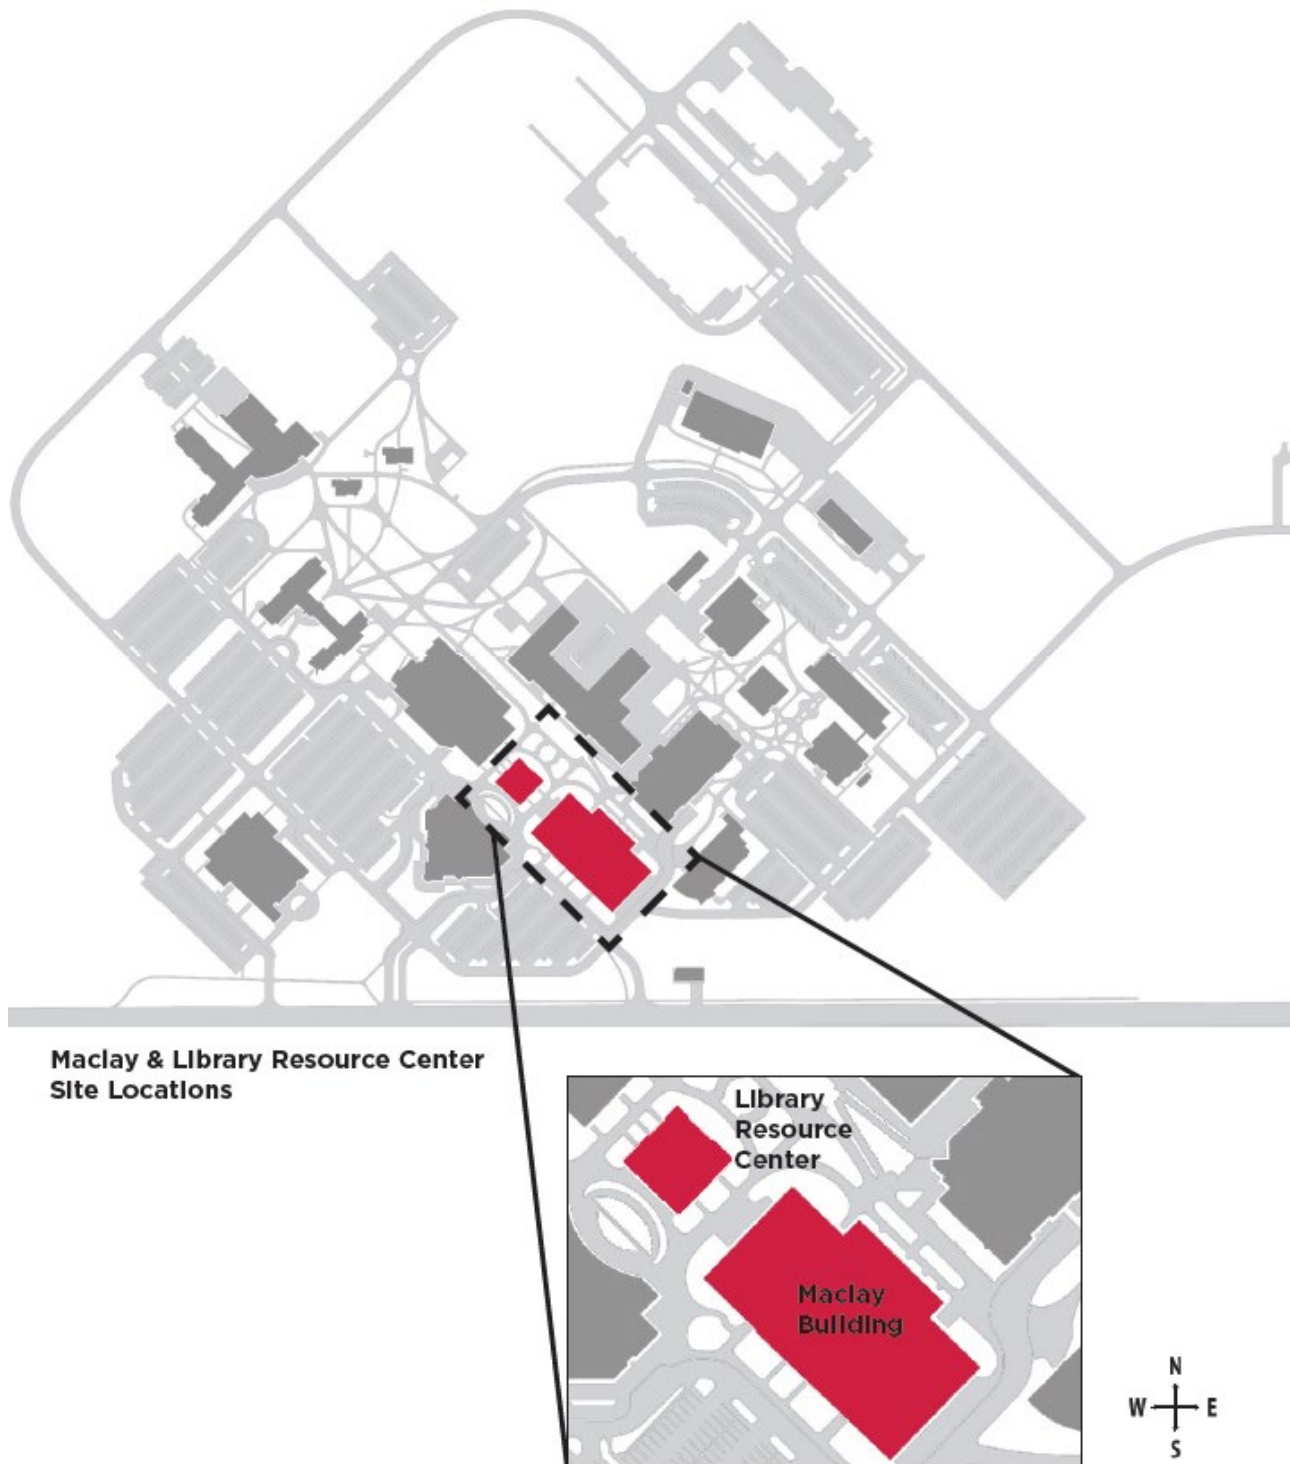 Maclay & Library Resource Center
Site Locations
Library
Resource
Center
Maclay
Building
N
W E
S